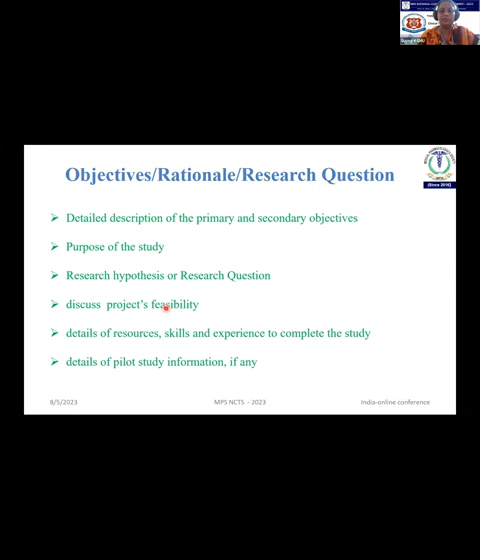 Objectives/Rationale/Research Question
(Since 2016)
➢ Detailed description of the primary and secondary objectives
➢ Purpose of the study
➢ Research hypothesis or Research Question
➢ discuss project's feasibility
➢ details of resources, skills and experience to complete the study
➢ details of pilot study information, if any
8/5/2023
MPS NCTS - 2023
India-online conference